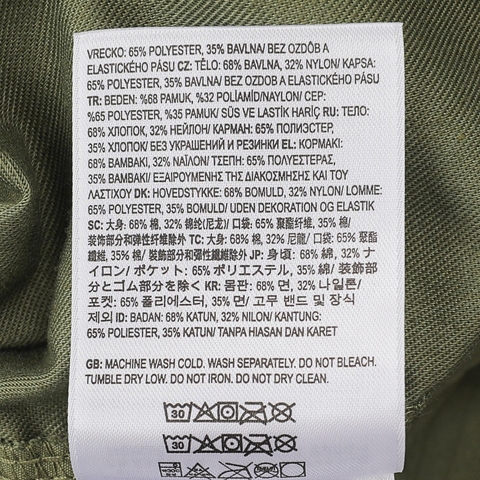 VRECKO: 65% POLYESTER, 35% BAVLNA/ BEZ OZDÔB A
ELASTICKÉHO PÁSU CZ: TĚLO: 68% BAVLNA, 32% NYLON/ KAPSA:
65% POLYESTER, 35% BAVLNA/ BEZ OZDOB A ELASTICKÉHO PÁSU
TR: BEDEN: %68 PAMUK, %32 POLİAMİD/NAYLON/ CEP:
%65 POLYESTER, %35 PAMUK/ SÜS VE LASTİK HARİÇ RU: ТЕЛО:
68% ХЛОПОК, 32% НЕЙЛОН/ КАРМАН: 65% ПОЛИЭСТЕР,
35% ХЛОПОК/ БЕЗ УКРАШЕНИЙ И РЕЗИНКИ EL: ΚΟΡΜΑΚΙ:
68% ΒΑΜΒΑΚΙ, 32% ΝΑΪΛΟΝ/ ΤΣΕΠΗ: 65% ΠΟΛΥΕΣΤΕΡΑΣ,
35% ΒΑΜΒΑΚΙ/ ΕΞΑΙΡΟΥΜΕΝΗΣ ΤΗΣ ΔΙΑΚΟΣΜΗΣΗΣ ΚΑΙ ΤΟΥ
ΛΑΣΤΙΧΟΥ DK: HOVEDSTYKKE: 68% BOMULD, 32% NYLON/ LOMME:
65% POLYESTER, 35% BOMULD/ UDEN DEKORATION OG ELASTIK
SC: 大身: 68% 棉, 32% 锦纶(尼龙)/ 口袋: 65% 聚酯纤维, 35% 棉/
装饰部分和弹性纤维除外 TC: 大身: 68% 棉, 32% 尼龍/ 口袋: 65% 聚酯
纖維, 35% 棉/ 裝飾部分和彈性纖維除外 JP: 身頃: 68% 綿, 32% ナ
イロン/ ポケット: 65% ポリエステル, 35% 綿/ 装飾部
分とゴム部分を除く KR: 몸판: 68% 면, 32% 나일론/
포켓: 65% 폴리에스터, 35% 면/ 고무 밴드 및 장식
제외 ID: BADAN: 68% KATUN, 32% NILON/ KANTUNG:
65% POLIESTER, 35% KATUN/ TANPA HIASAN DAN KARET
GB: MACHINE WASH COLD. WASH SEPARATELY. DO NOT BLEACH.
TUMBLE DRY LOW. DO NOT IRON. DO NOT DRY CLEAN.
30
30